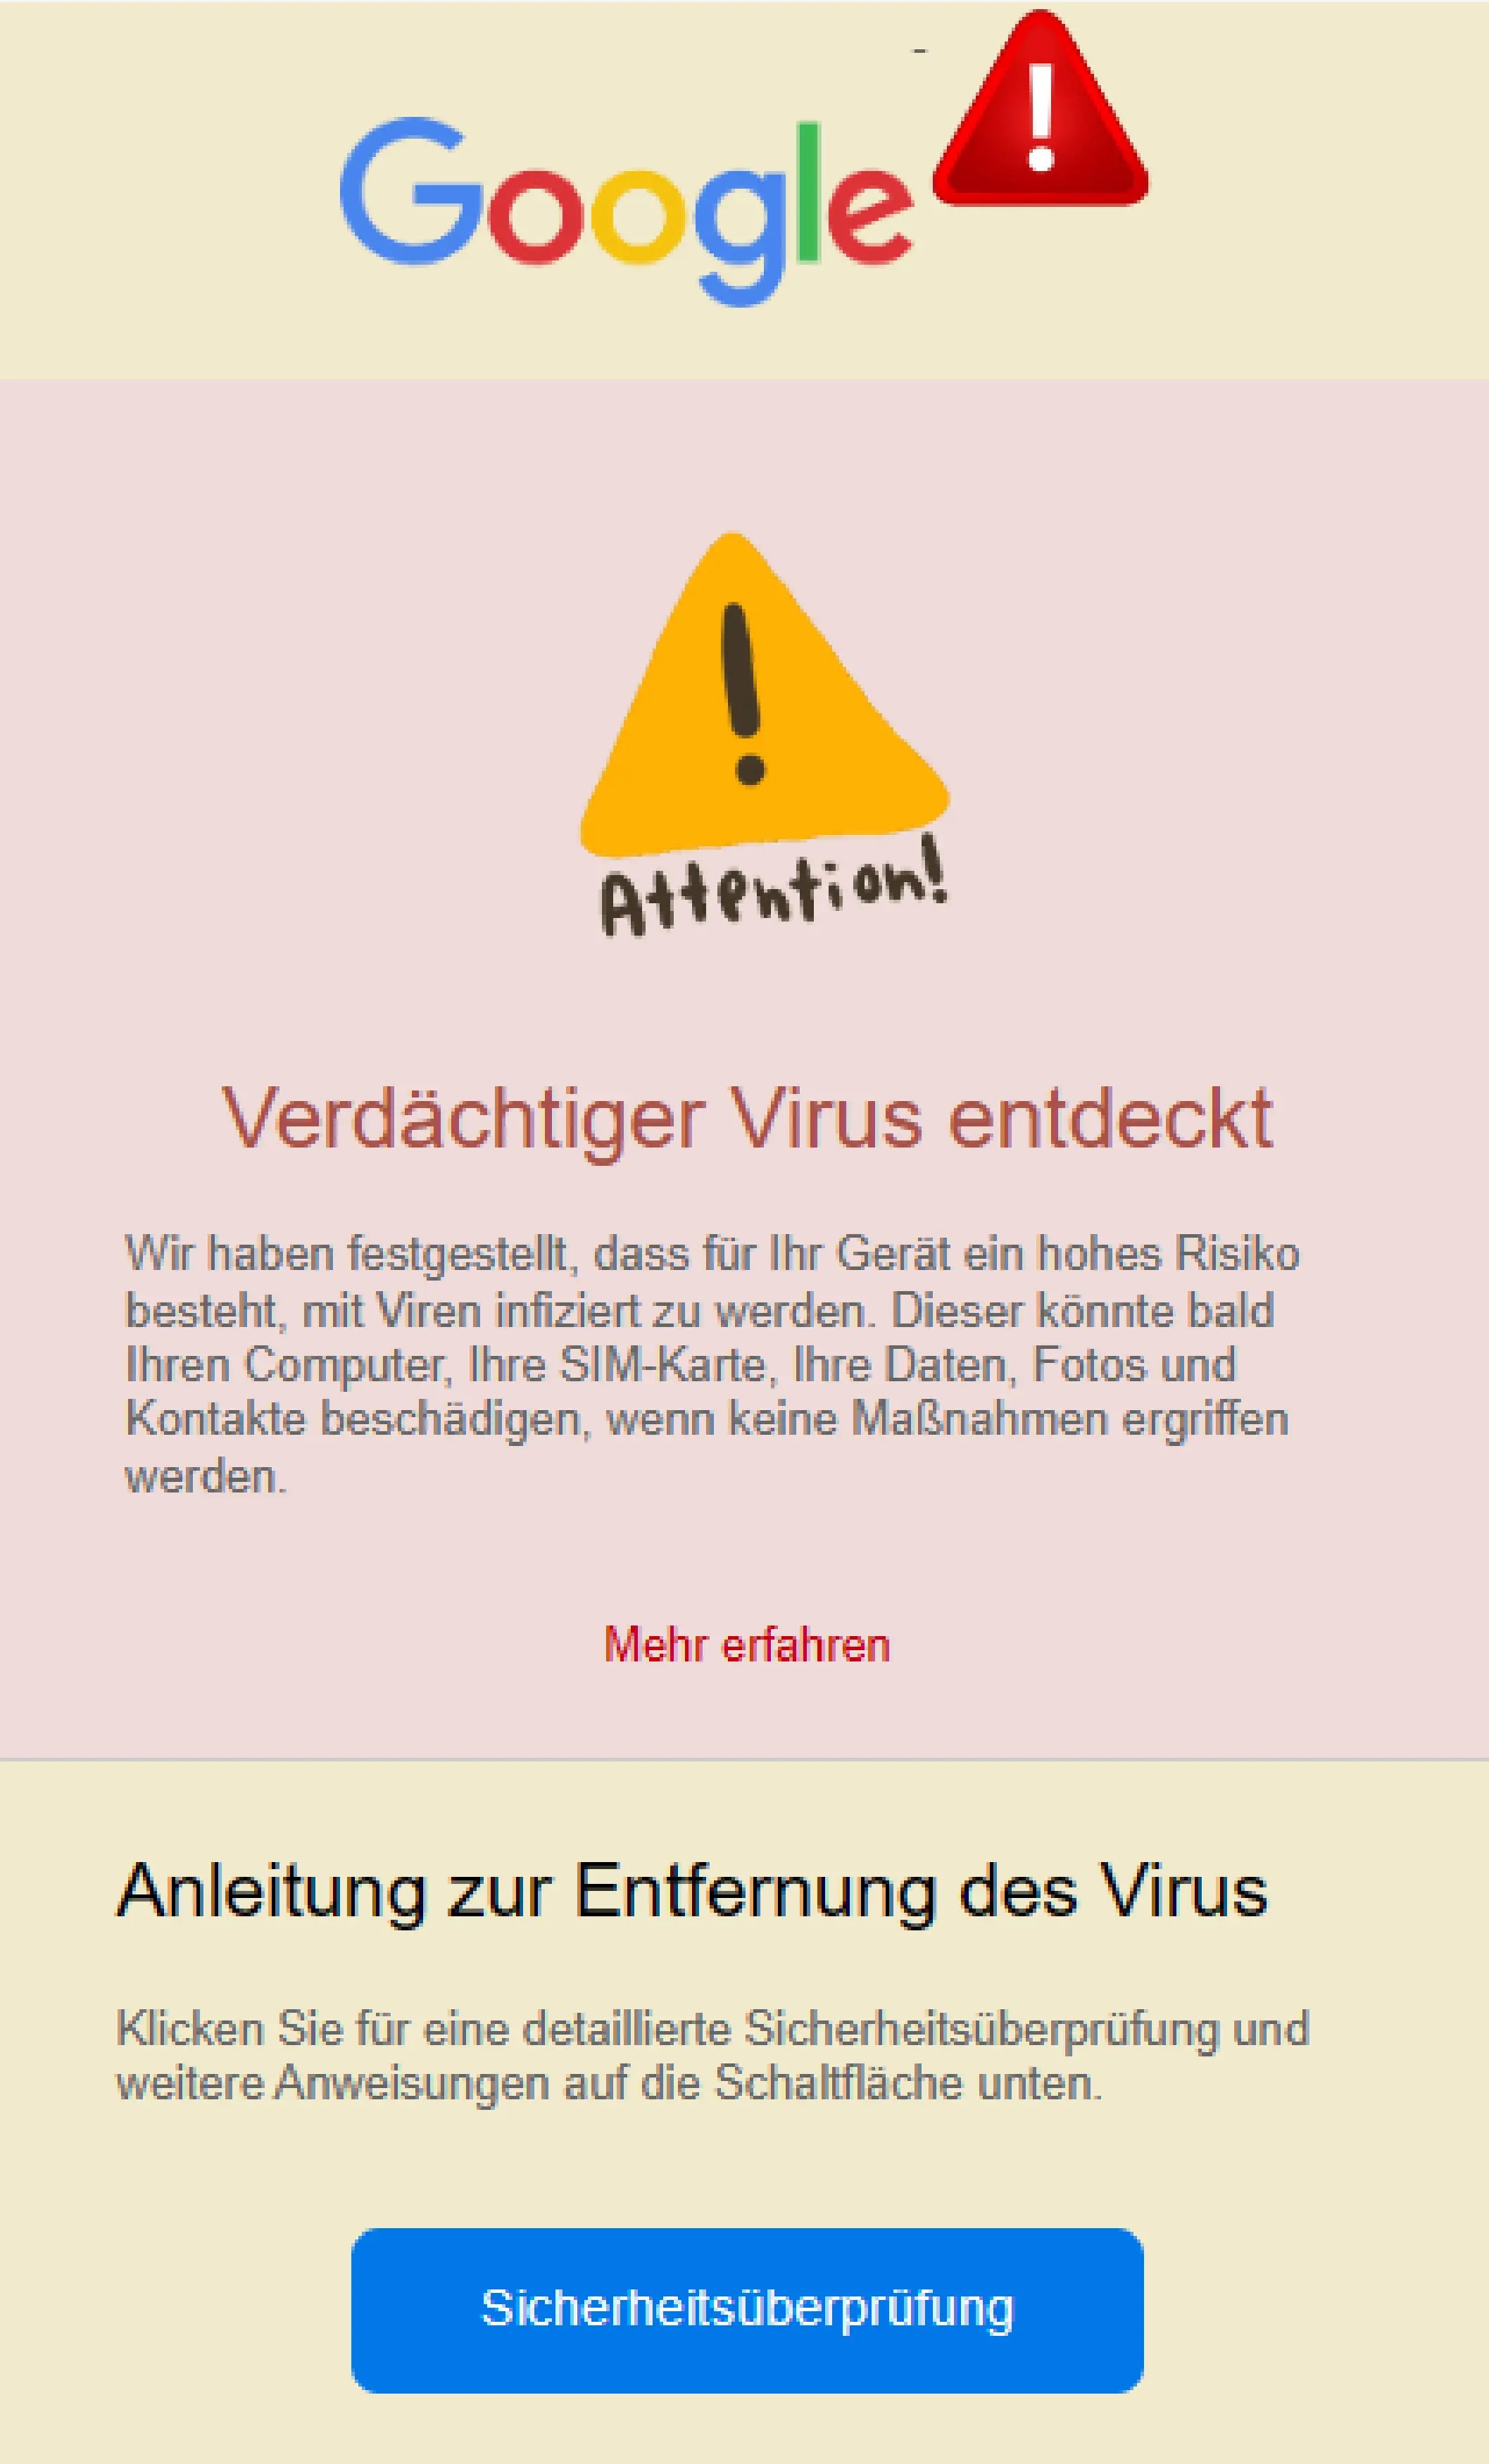 Google
Attention!
Verdächtiger Virus entdeckt
Wir haben festgestellt, dass für Ihr Gerät ein hohes Risiko
besteht, mit Viren infiziert zu werden. Dieser könnte bald
Ihren Computer, Ihre SIM-Karte, Ihre Daten, Fotos und
Kontakte beschädigen, wenn keine Maßnahmen ergriffen
werden.
Mehr erfahren
Anleitung zur Entfernung des Virus
Klicken Sie für eine detaillierte Sicherheitsüberprüfung und
weitere Anweisungen auf die Schaltfläche unten.
Sicherheitsüberprüfung